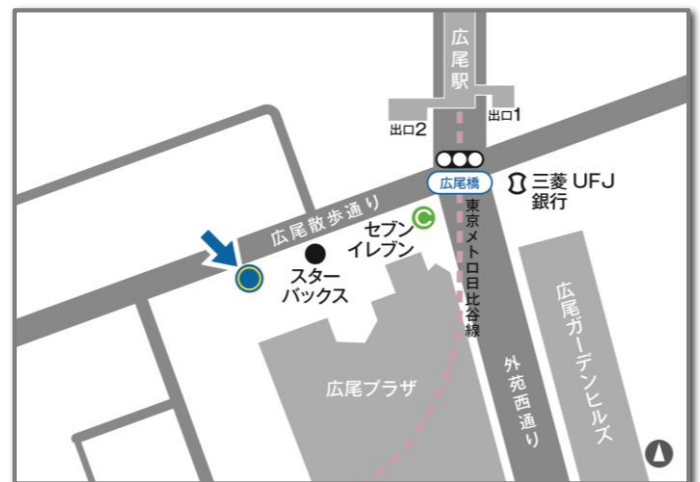 広尾駅
出口2
出口1
広尾橋
三菱 UFJ
銀行
広尾散歩通り
セブン
イレブン
東京メトロ日比谷線
スター
バックス
広尾プラザ
外苑西通り
広尾ガーデンヒルズ